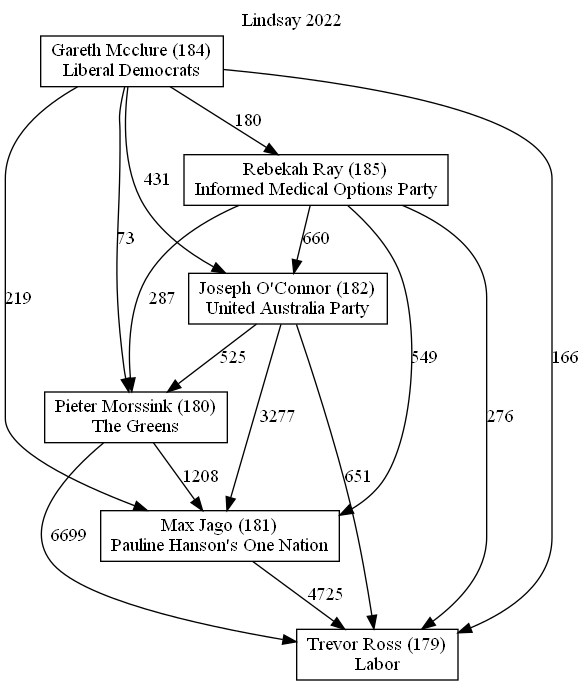 Lindsay 2022
Gareth Mcclure (184)
Liberal Democrats
180
Rebekah Ray (185)
Informed Medical Options Party
431
73
660
Joseph O'Connor (182)
United Australia Party
219
287
549
166
525
Pieter Morssink (180)
The Greens
3277
276
1208
651
Max Jago (181)
Pauline Hanson's One Nation
6699
4725
Trevor Ross (179)
Labor